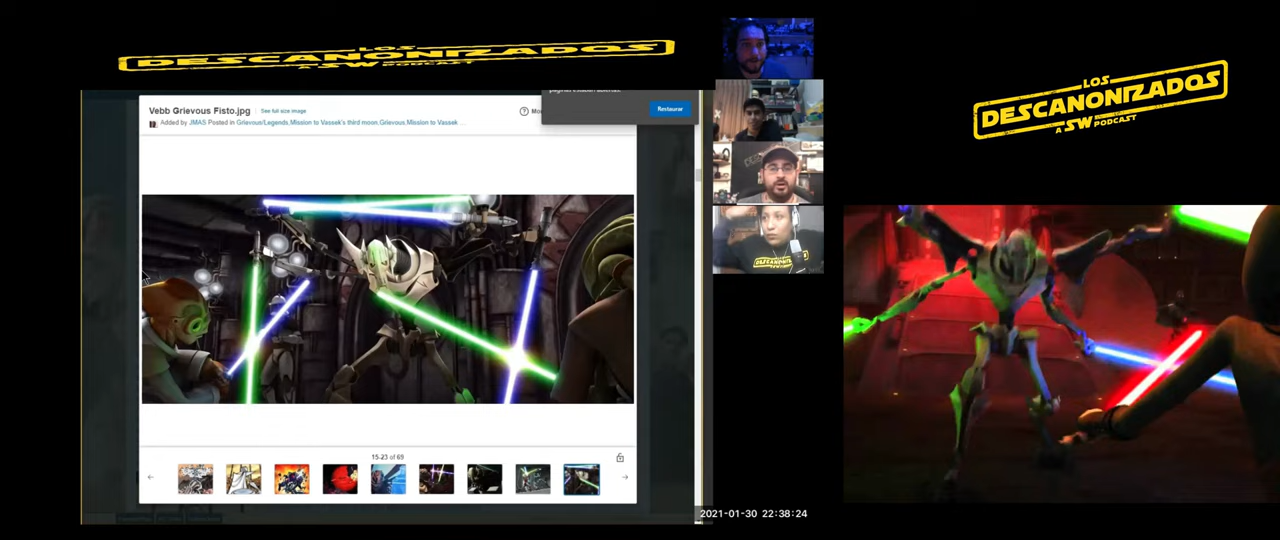 LOS
DESCANONIZADOS
A SW PODCAST
LOS
DESCANONIZADOS
A SW PODCAST
Restaurar
Vebb Grievous Fisto.jpg
See full size image
Added by JMAS Posted in Grievous/Legends,Mission to Vassek's third moon,Grievous,Mission to Vassek ...
DESCANONIZADOS
15-23 of 69
2021-01-30 22:38:24